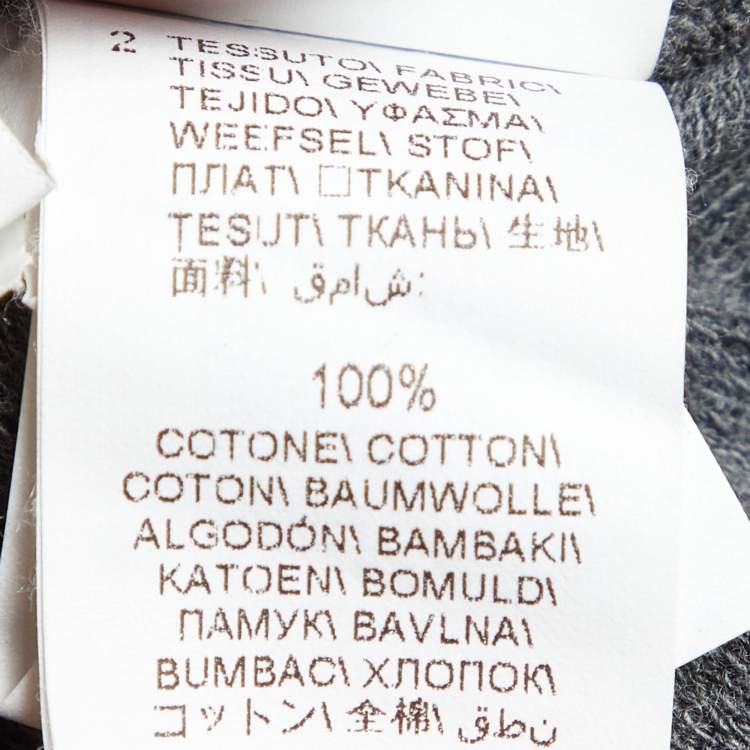 2 TESSUTO\ FABRIC\
TISSU\ GEWEBE\
TEJIDO\ ΥΦΑΣΜΑ\
WEEFSEL\ STOF\
ПЛАТ\ □TKANINA\
TESUT\ ТКАНЬ\ 生地\
面料\ ش‎ا‎م‎ق:
100%
COTONE\ COTTON\
COTON\ BAUMWOLLE\
ALGODÓN\ BAMBAKI\
KATOEN\ BOMULD\
ПАМУК\ BAVLNA\
BUMBAC\ ХЛОПОК\
コットン\ 全棉\ نطق